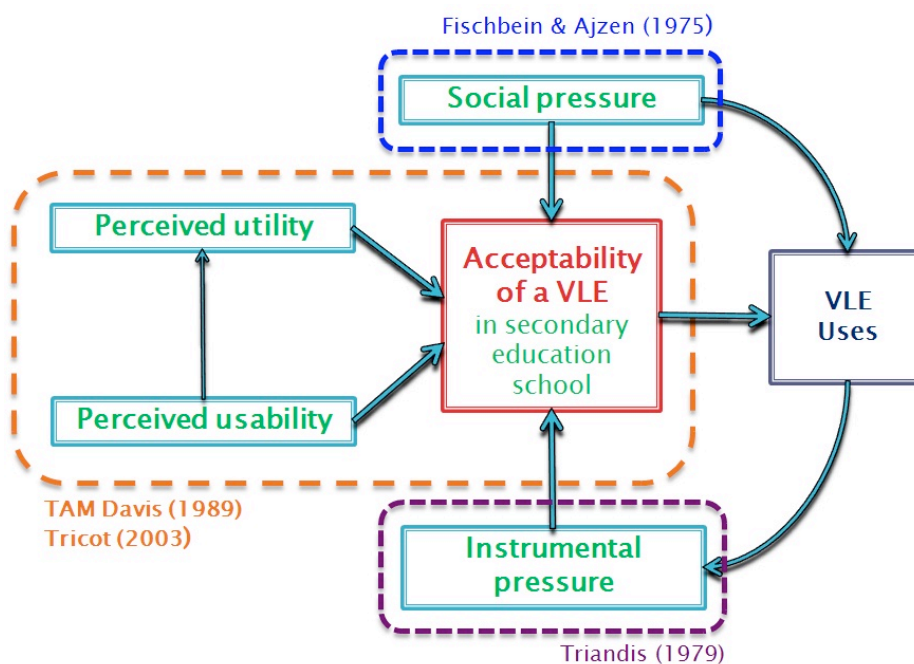 Fischbein & Ajzen (1975)
Social pressure
Perceived utility
Acceptability
of a VLE
in secondary
education
school
VLE
Uses
Perceived usability
TAM Davis (1989)
Tricot (2003)
Instrumental
pressure
Triandis (1979)